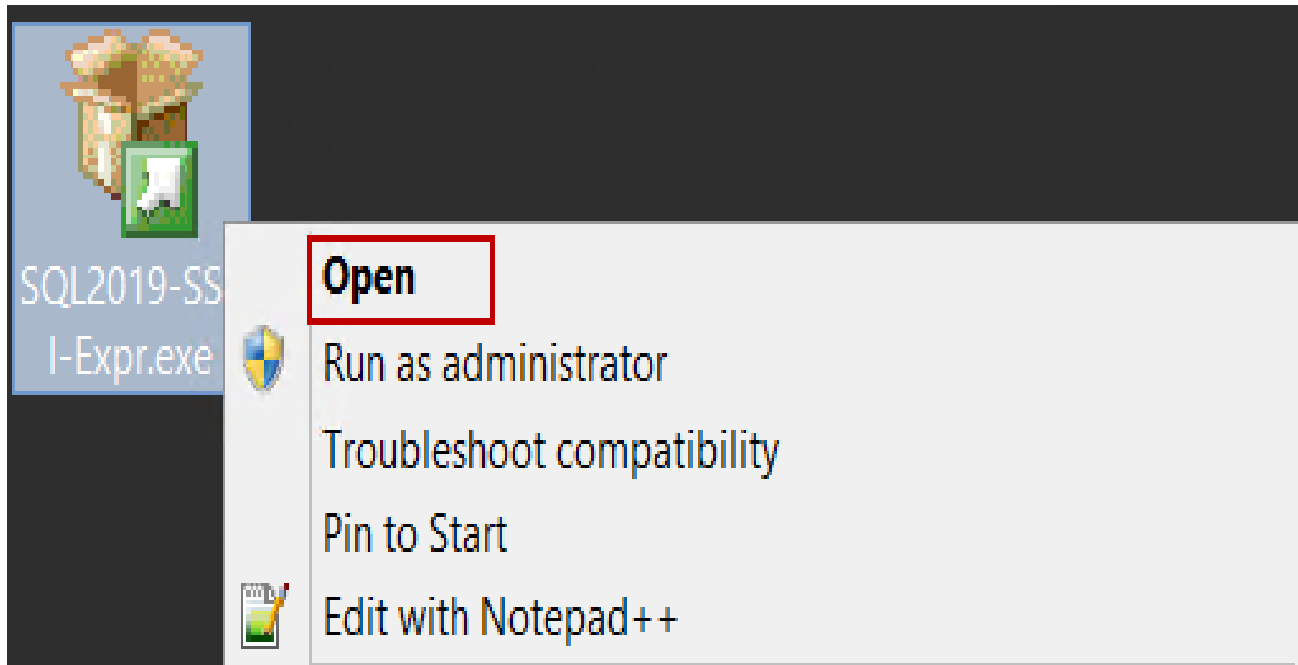 SQL2019-SS
I-Expr.exe
Open
Run as administrator
Troubleshoot compatibility
Pin to Start
Edit with Notepad++